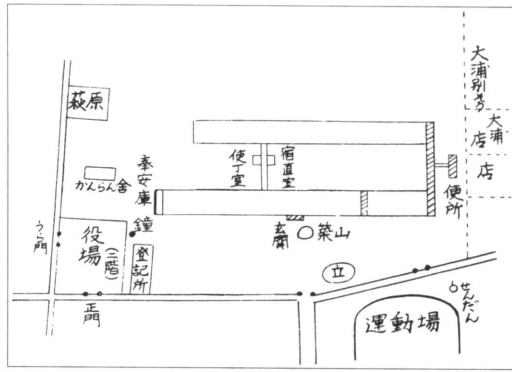 萩原
かんらん舎
奉安庫
鐘
役場
(二階)
登記所
うら門
正門
使丁室
宿直室
玄関
築山
立
便所
大浦別荘
大浦
店
店
せんだん
運動場